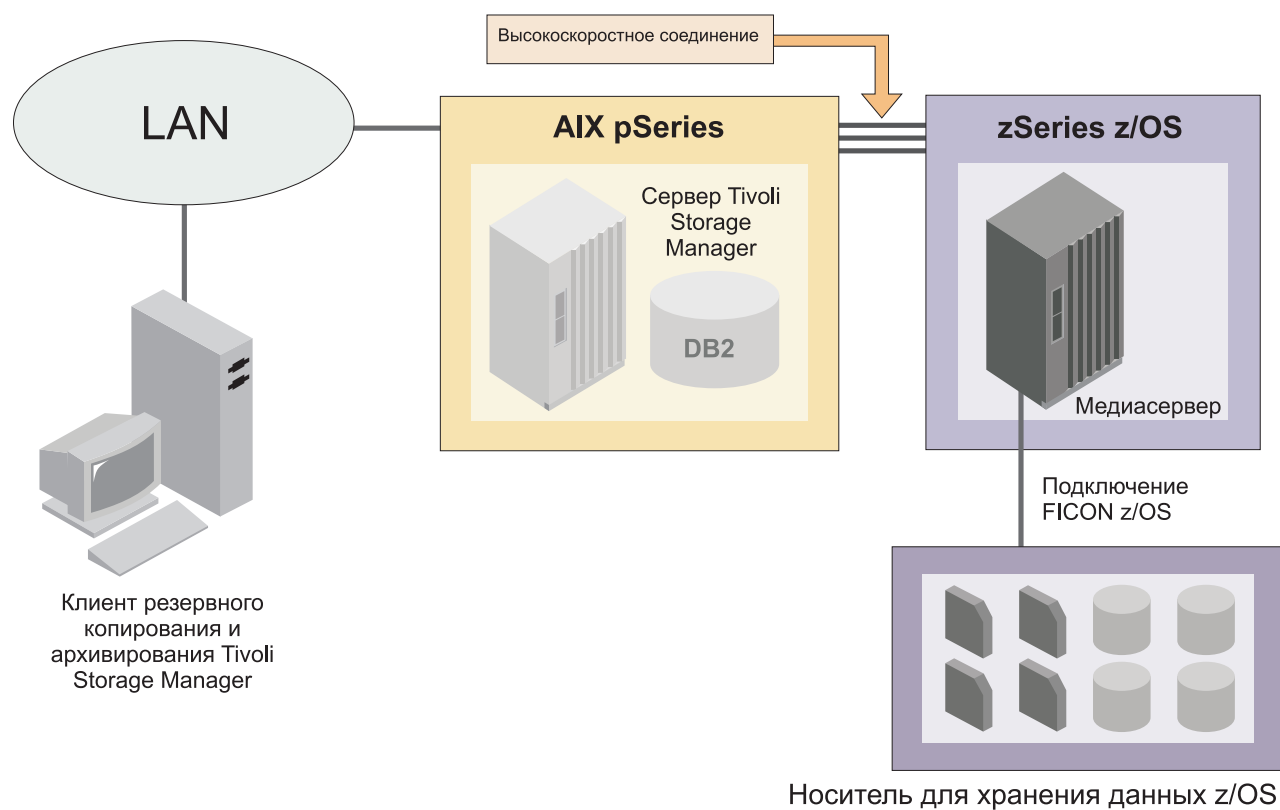 Высокоскоростное соединение
LAN
AIX pSeries
zSeries z/OS
Сервер Tivoli
Storage
Manager
DB2
Медиасервер
Подключение
FICON z/OS
Клиент резервного
копирования и
архивирования Tivoli
Storage Manager
Носитель для хранения данных z/OS